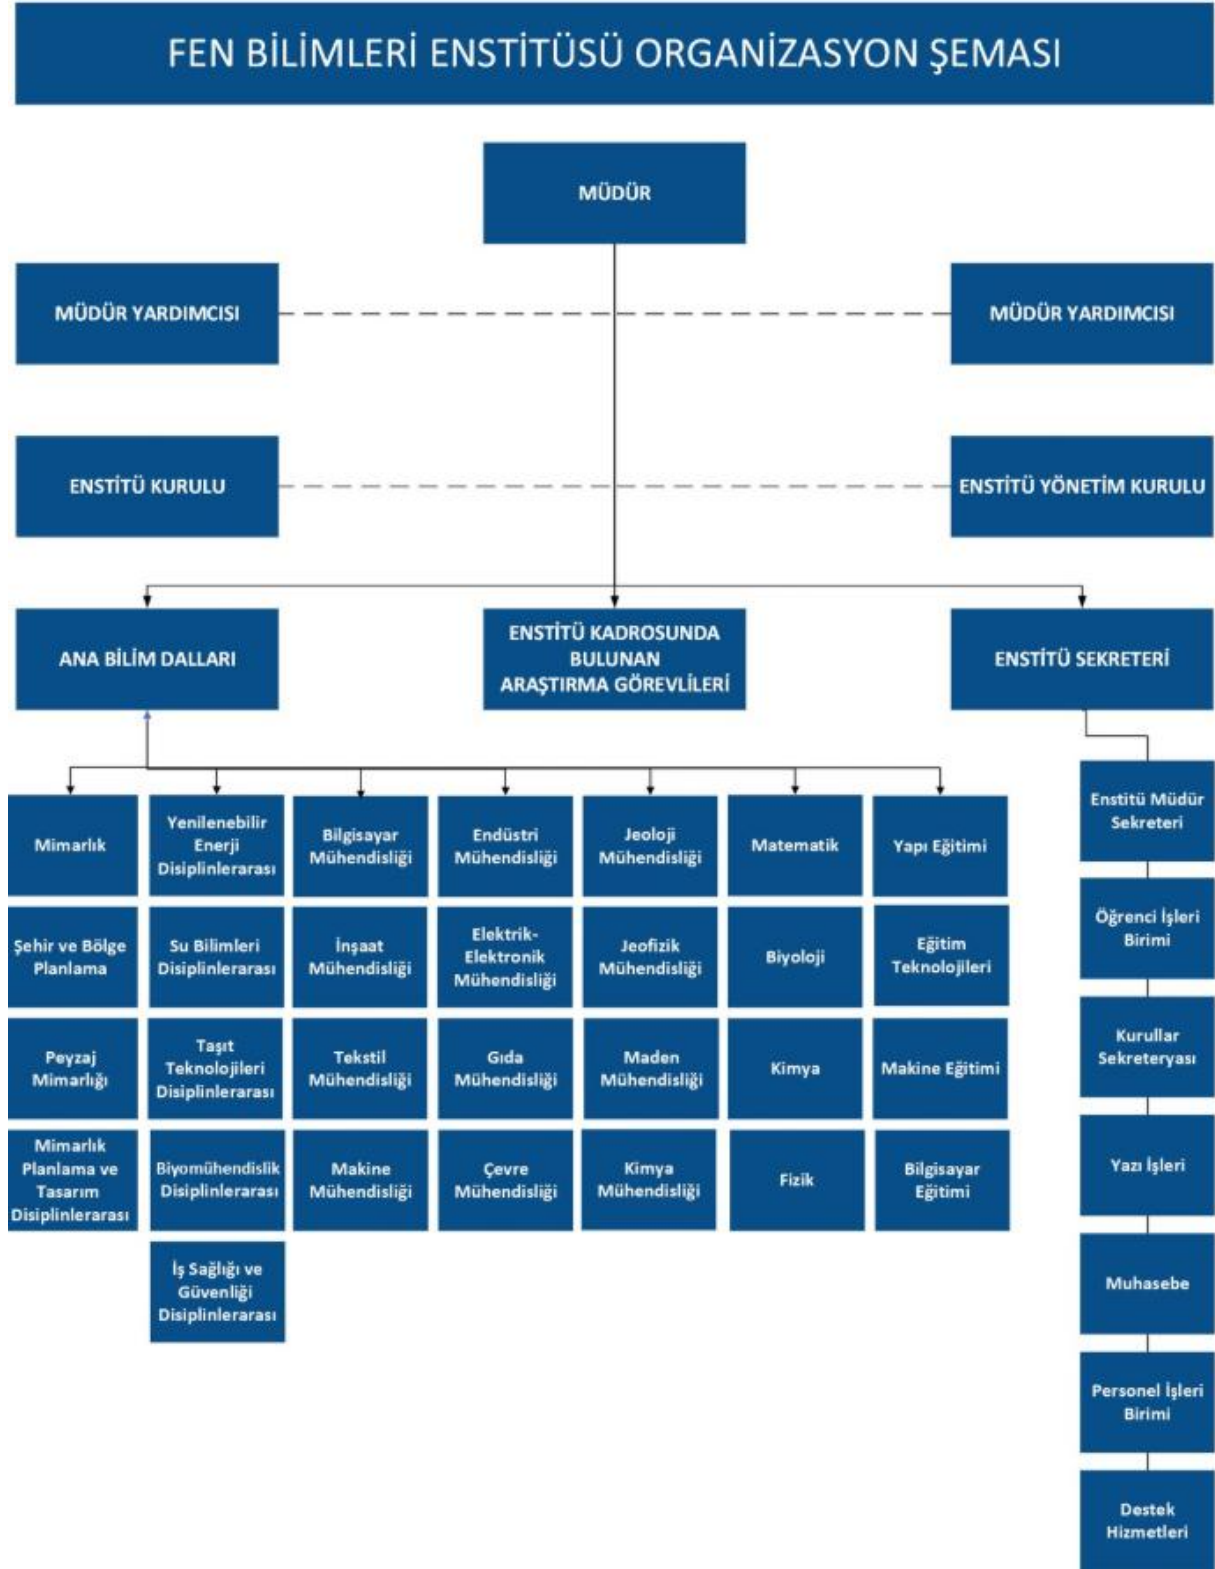 FEN BİLİMLERİ ENSTİTÜSÜ ORGANİZASYON ŞEMASI
MÜDÜR
MÜDÜR YARDIMCISI
MÜDÜR YARDIMCISI
ENSTİTÜ KURULU
ENSTİTÜ YÖNETİM KURULU
ANA BİLİM DALLARI
ENSTİTÜ KADROSUNDA
BULUNAN
ARAŞTIRMA GÖREVLİLERİ
ENSTİTÜ SEKRETERİ
Mimarlık
Şehir ve Bölge
Planlama
Peyzaj
Mimarlığı
Mimarlık
Planlama ve
Tasarım
Disiplinlerarası
Yenilenebilir
Enerji
Disiplinlerarası
Su Bilimleri
Disiplinlerarası
Taşıt
Teknolojileri
Disiplinlerarası
Biyomühendislik
Disiplinlerarası
İş Sağlığı ve
Güvenliği
Disiplinlerarası
Bilgisayar
Mühendisliği
İnşaat
Mühendisliği
Tekstil
Mühendisliği
Makine
Mühendisliği
Endüstri
Mühendisliği
Elektrik-
Elektronik
Mühendisliği
Gıda
Mühendisliği
Çevre
Mühendisliği
Jeoloji
Mühendisliği
Jeofizik
Mühendisliği
Maden
Mühendisliği
Kimya
Mühendisliği
Matematik
Biyoloji
Kimya
Fizik
Yapı Eğitimi
Eğitim
Teknolojileri
Makine Eğitimi
Bilgisayar
Eğitimi
Enstitü Müdür
Sekreteri
Öğrenci İşleri
Birimi
Kurullar
Sekreteryası
Yazı İşleri
Muhasebe
Personel İşleri
Birimi
Destek
Hizmetleri